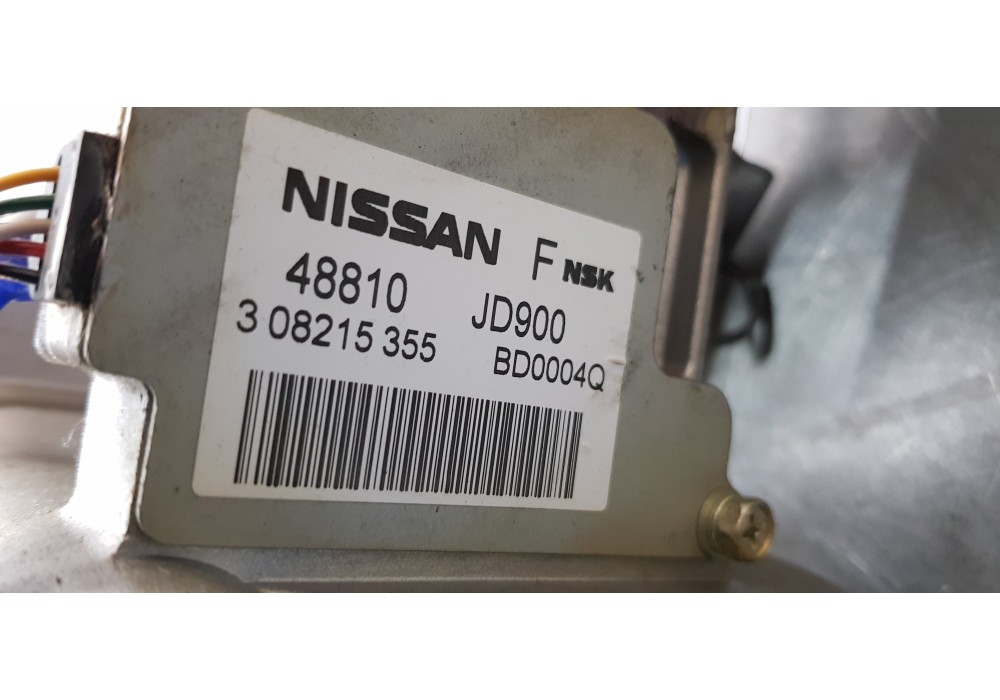 NISSAN F NSK
48810 JD900
3 08215 355 BD0004Q